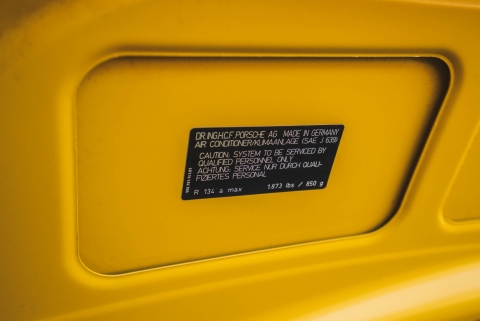 DR.ING.H.C.F. PORSCHE AG MADE IN GERMANY
AIR CONDITIONER/KLIMAANLAGE (SAE J 639)
CAUTION: SYSTEM TO BE SERVICED BY
QUALIFIED PERSONNEL ONLY
ACHTUNG: SERVICE NUR DURCH QUALI-
FIZIERTES PERSONAL
R 134 a max 1.873 lbs / 850 g